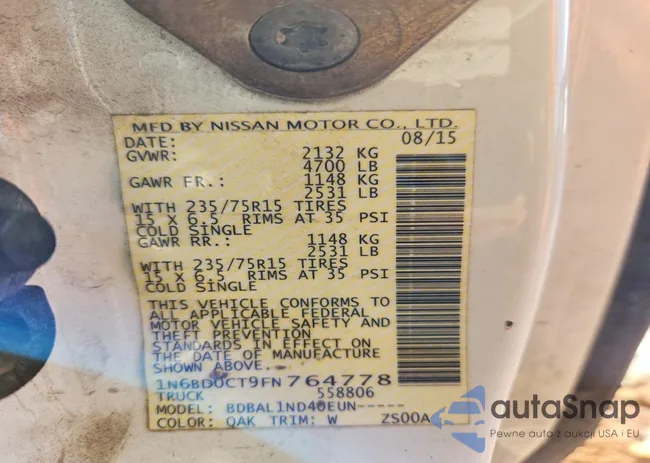 MFD BY NISSAN MOTOR CO., LTD.
DATE: 08/15
GVWR: 2132 KG
4700 LB
GAWR FR.: 1148 KG
2531 LB
WITH 235/75R15 TIRES
15 X 6.5 RIMS AT 35 PSI
COLD SINGLE
GAWR RR.: 1148 KG
2531 LB
WITH 235/75R15 TIRES
15 X 6.5 RIMS AT 35 PSI
COLD SINGLE
THIS VEHICLE CONFORMS TO
ALL APPLICABLE FEDERAL
MOTOR VEHICLE SAFETY AND
THEFT PREVENTION
STANDARDS IN EFFECT ON
THE DATE OF MANUFACTURE
SHOWN ABOVE.
1N6BD0CT9FN764778
TRUCK 558806
MODEL: BDBAL1ND40EUN-----
COLOR: QAK TRIM: W ZS00A
autoSnap
Pewne auto z aukcji USA i EU